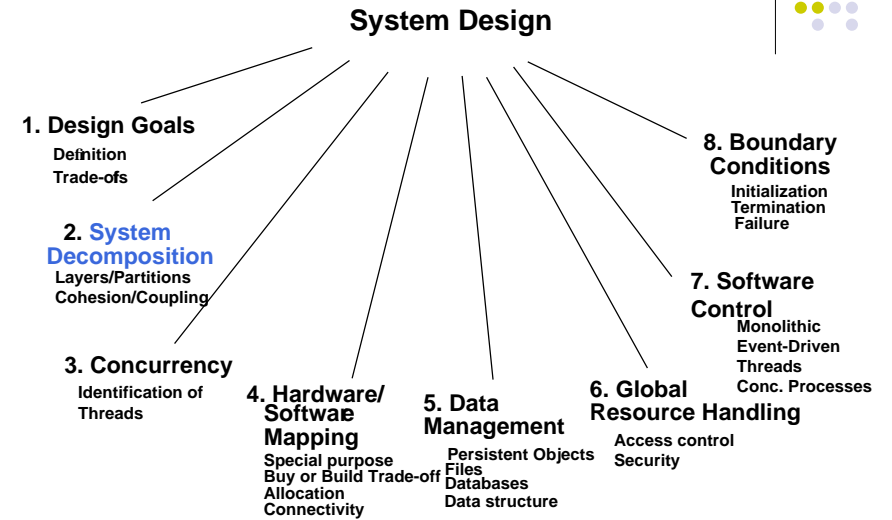 System Design
1. Design Goals
Definition
Trade-ofs
2. System
Decomposition
Layers/Partitions
Cohesion/Coupling
3. Concurrency
Identification of
Threads
4. Hardware/
Software
Mapping
Special purpose
Buy or Build Trade-off
Allocation
Connectivity
5. Data
Management
Persistent Objects
Files
Databases
Data structure
6. Global
Resource Handling
Access control
Security
7. Software
Control
Monolithic
Event-Driven
Threads
Conc. Processes
8. Boundary
Conditions
Initialization
Termination
Failure